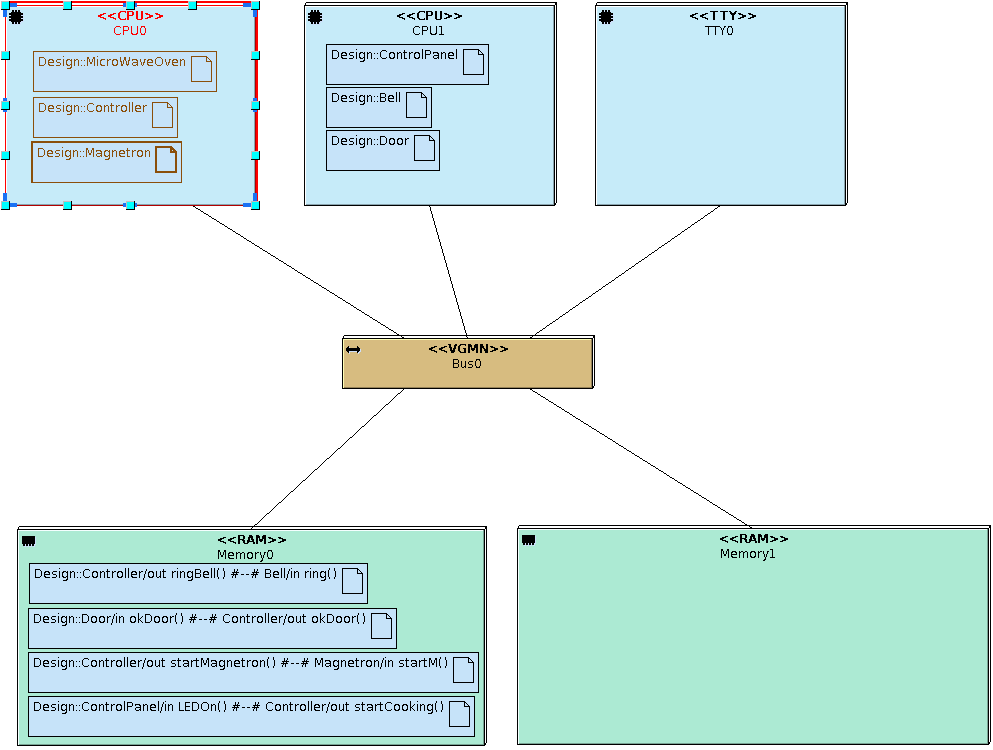 <<CPU>>
CPU0
Design::MicroWaveOven
Design::Controller
Design::Magnetron
<<CPU>>
CPU1
Design::ControlPanel
Design::Bell
Design::Door
<<TTY>>
TTY0
<<VGMN>>
Bus0
<<RAM>>
Memory0
Design::Controller/out ringBell() #--# Bell/in ring()
Design::Door/in okDoor() #--# Controller/out okDoor()
Design::Controller/out startMagnetron() #--# Magnetron/in startM()
Design::ControlPanel/in LEDOn() #--# Controller/out startCooking()
<<RAM>>
Memory1